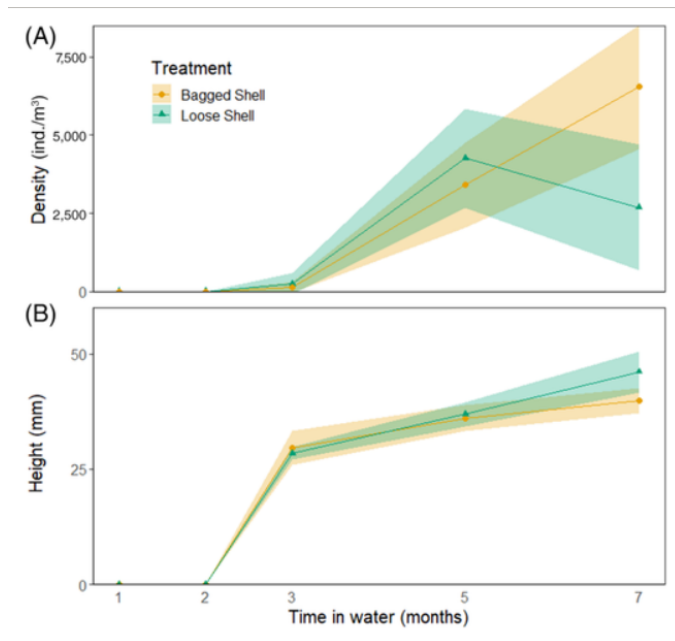 (A)
7,500
5,000
2,500
0
Density (ind./m³)
Treatment
Bagged Shell
Loose Shell
(B)
50
25
0
Height (mm)
1 2 3 5 7
Time in water (months)